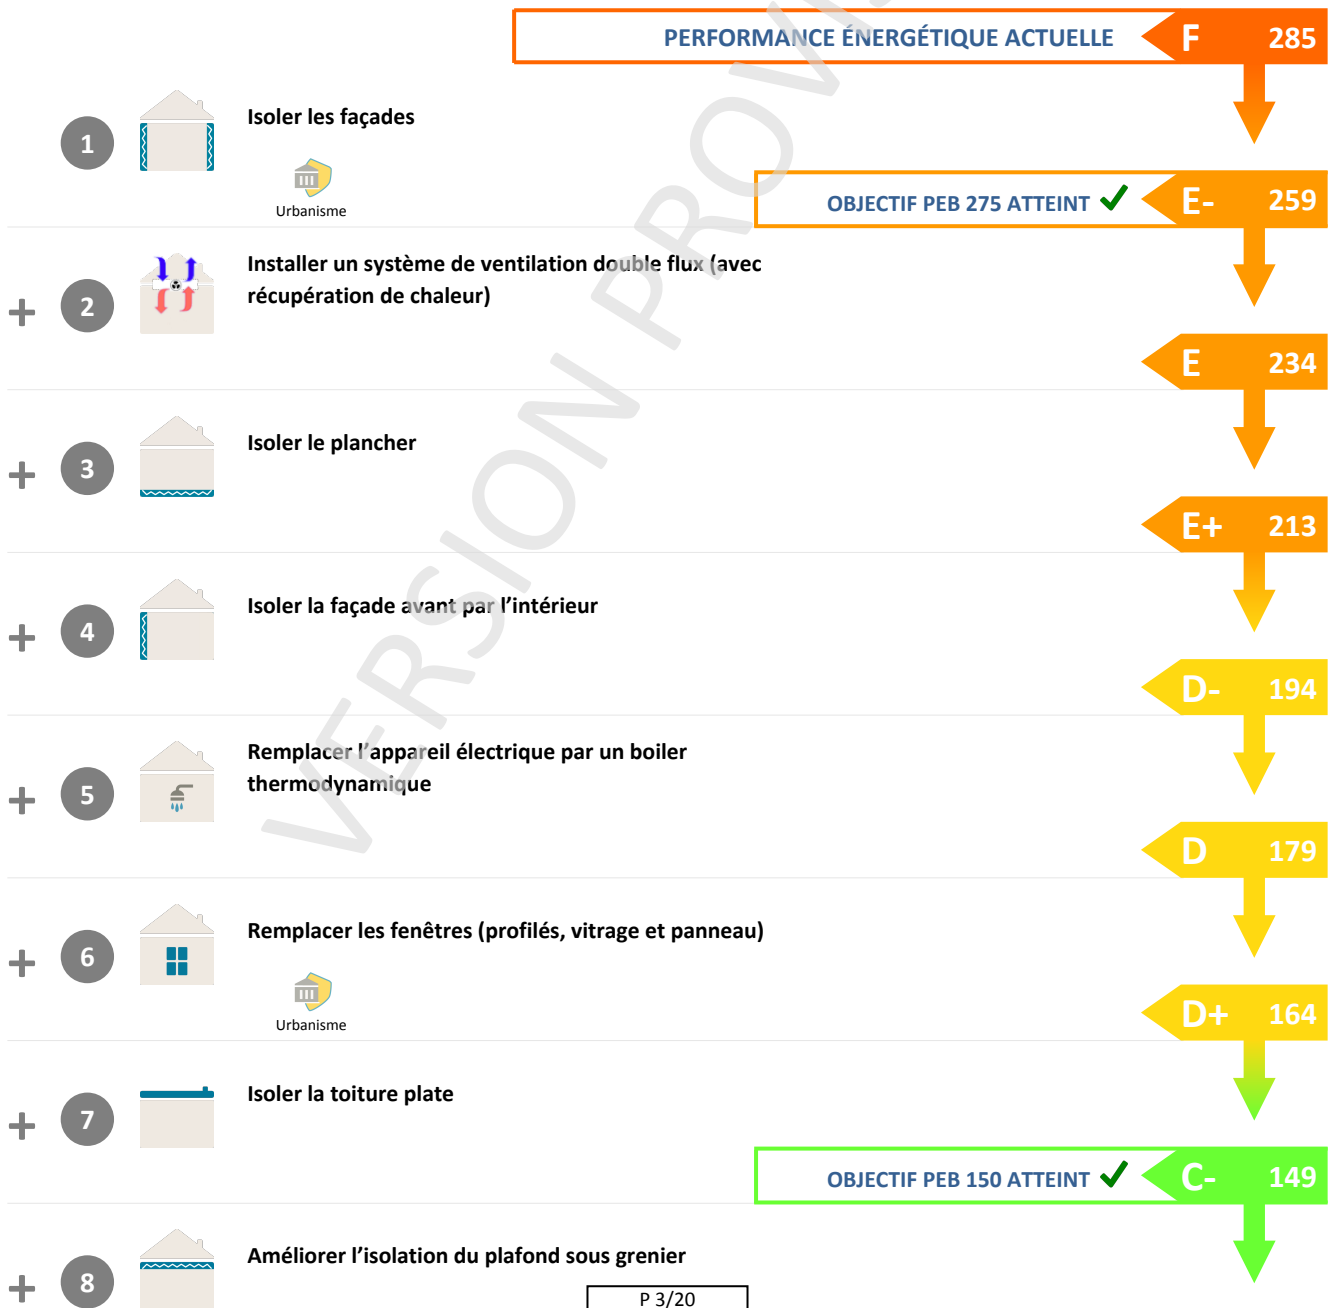 PERFORMANCE ÉNERGÉTIQUE ACTUELLE F 285
1 Isoler les façades
Urbanisme
OBJECTIF PEB 275 ATTEINT ✔ E- 259
+ 2 Installer un système de ventilation double flux (avec
récupération de chaleur)
E 234
+ 3 Isoler le plancher
E+ 213
+ 4 Isoler la façade avant par l’intérieur
D- 194
+ 5 Remplacer l’appareil électrique par un boiler
thermodynamique
D 179
+ 6 Remplacer les fenêtres (profilés, vitrage et panneau)
Urbanisme
D+ 164
+ 7 Isoler la toiture plate
OBJECTIF PEB 150 ATTEINT ✔ C- 149
+ 8 Améliorer l’isolation du plafond sous grenier
P 3/20
VERSION PROVIS